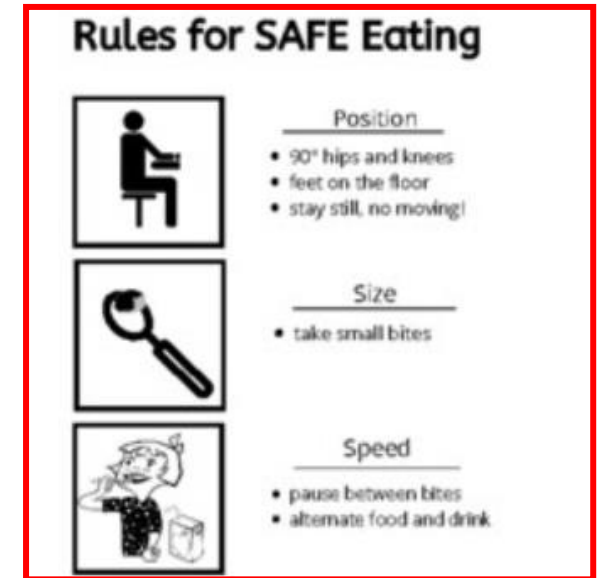 Rules for SAFE Eating
Position
• 90° hips and knees
• feet on the floor
• stay still, no moving!
Size
• take small bites
Speed
• pause between bites
• alternate food and drink